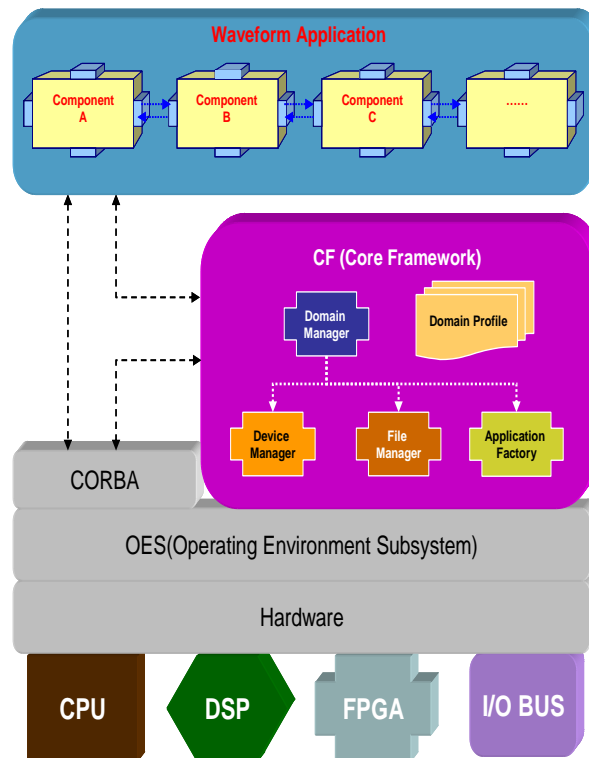 Waveform Application
Component
A
Component
B
Component
C
......
CF (Core Framework)
Domain
Manager
Domain Profile
Device
Manager
File
Manager
Application
Factory
CORBA
OES(Operating Environment Subsystem)
Hardware
CPU
DSP
FPGA
I/O BUS